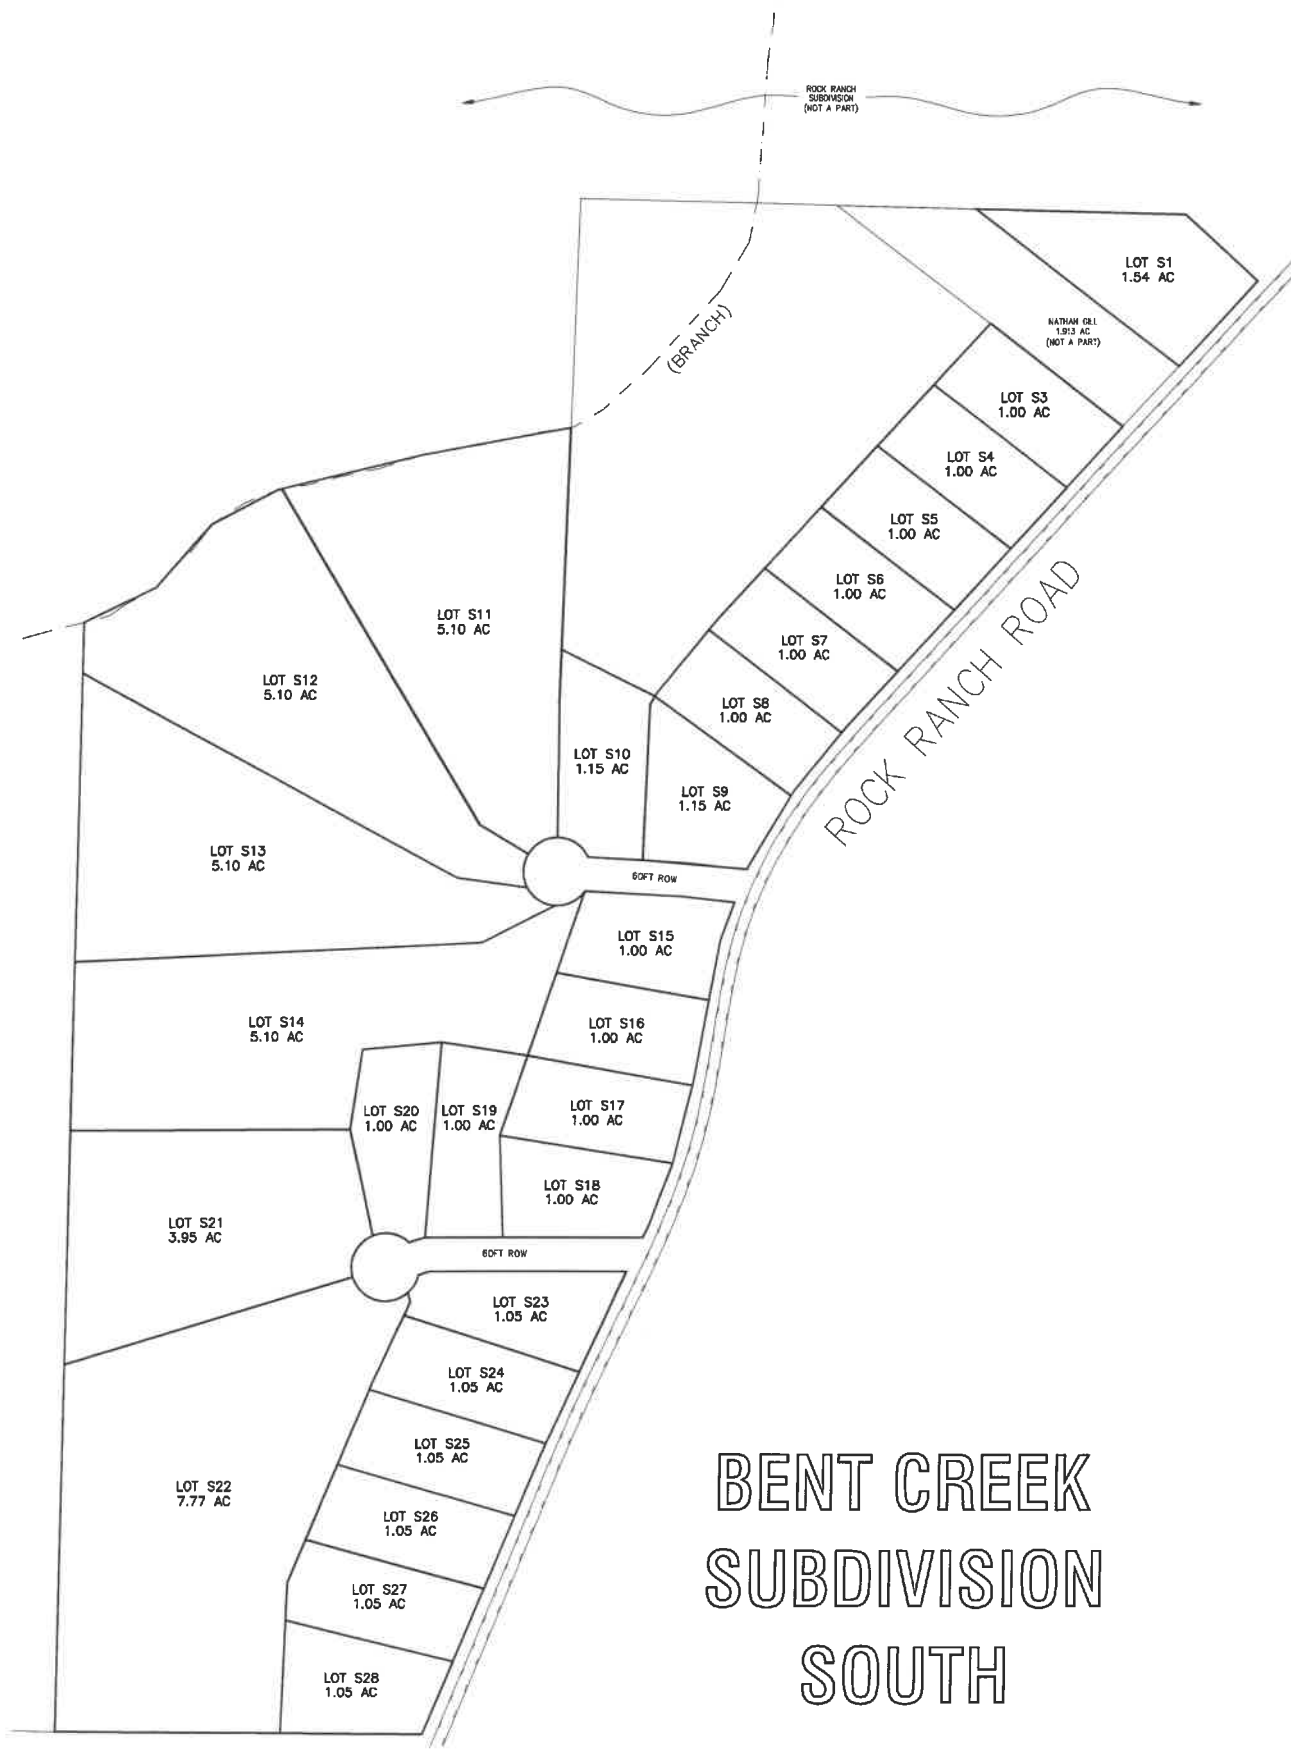 ROCK RANCH
SUBDIVISION
(NOT A PART)
LOT S1
1.54 AC
NATHAN GILL
1.913 AC
(NOT A PART)
(BRANCH)
LOT S3
1.00 AC
LOT S4
1.00 AC
LOT S5
1.00 AC
LOT S6
1.00 AC
LOT S7
1.00 AC
LOT S8
1.00 AC
ROCK RANCH ROAD
LOT S11
5.10 AC
LOT S12
5.10 AC
LOT S10
1.15 AC
LOT S9
1.15 AC
LOT S13
5.10 AC
60FT ROW
LOT S15
1.00 AC
LOT S14
5.10 AC
LOT S16
1.00 AC
LOT S20
1.00 AC
LOT S19
1.00 AC
LOT S17
1.00 AC
LOT S18
1.00 AC
LOT S21
3.95 AC
60FT ROW
LOT S23
1.05 AC
LOT S24
1.05 AC
LOT S25
1.05 AC
LOT S22
7.77 AC
LOT S26
1.05 AC
LOT S27
1.05 AC
LOT S28
1.05 AC
BENT CREEK
SUBDIVISION
SOUTH